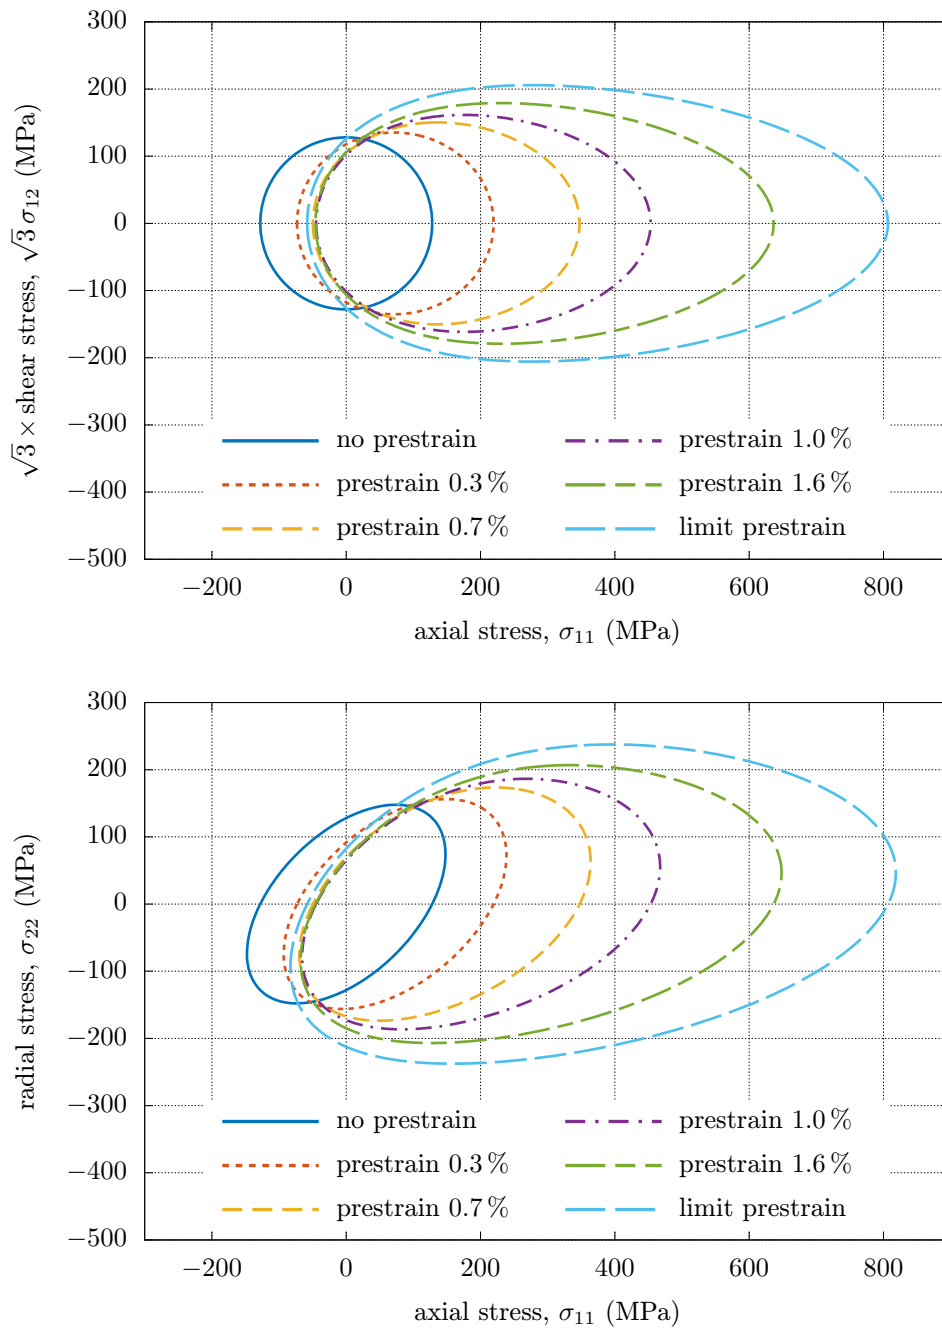 300
200
100
0
−100
−200
−300
−400
−500
√3 × shear stress, √3 σ₁₂ (MPa)
no prestrain
prestrain 0.3 %
prestrain 0.7 %
prestrain 1.0 %
prestrain 1.6 %
limit prestrain
−200 0 200 400 600 800
axial stress, σ₁₁ (MPa)
300
200
100
0
−100
−200
−300
−400
−500
radial stress, σ₂₂ (MPa)
no prestrain
prestrain 0.3 %
prestrain 0.7 %
prestrain 1.0 %
prestrain 1.6 %
limit prestrain
−200 0 200 400 600 800
axial stress, σ₁₁ (MPa)